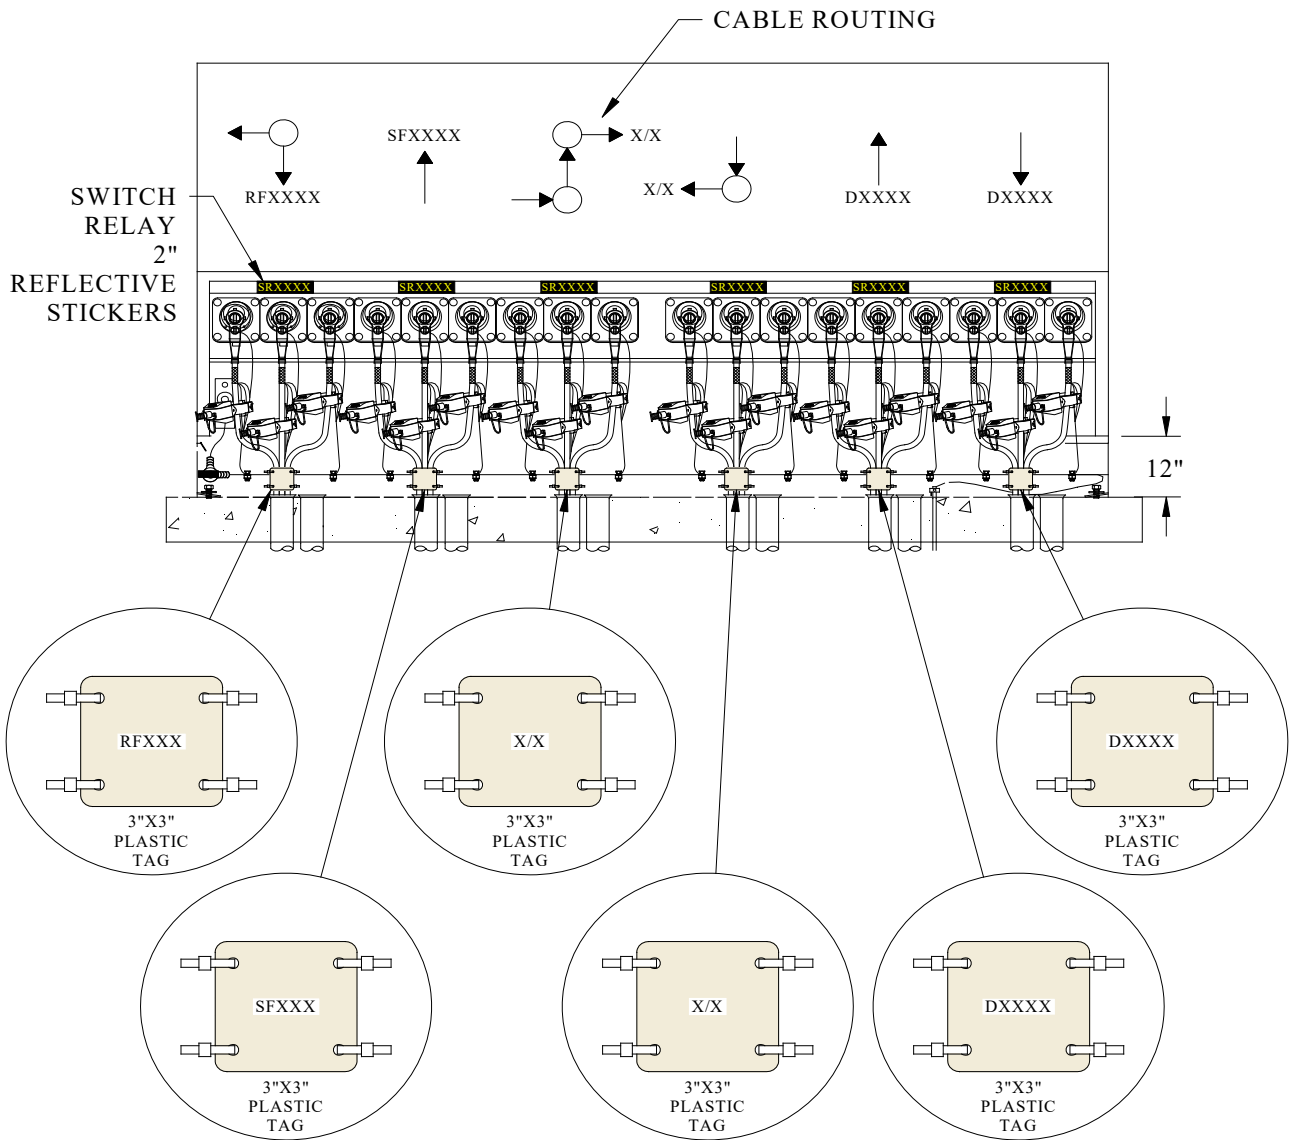 CABLE ROUTING
SFXXXX
X/X
RFXXXX
X/X
DXXXX
DXXXX
SWITCH
RELAY
2"
REFLECTIVE
STICKERS
SRXXXX
SRXXXX
SRXXXX
SRXXXX
SRXXXX
SRXXXX
12"
RFXXX
3"X3"
PLASTIC
TAG
X/X
3"X3"
PLASTIC
TAG
DXXXX
3"X3"
PLASTIC
TAG
SFXXX
3"X3"
PLASTIC
TAG
X/X
3"X3"
PLASTIC
TAG
DXXXX
3"X3"
PLASTIC
TAG